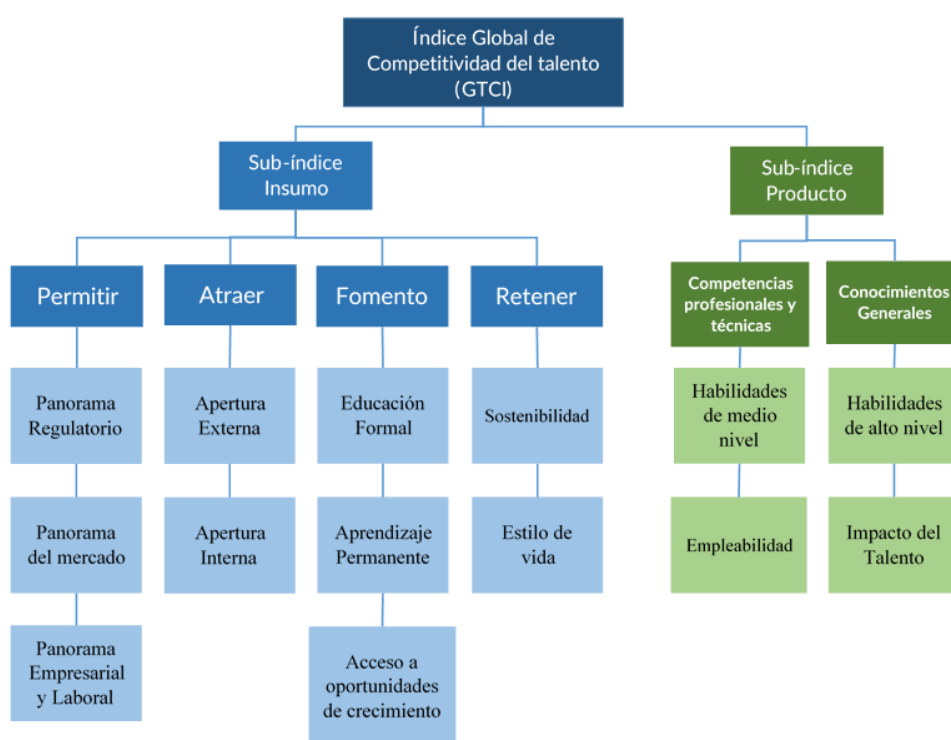 Índice Global de
Competitividad del talento
(GTCI)
Sub-índice
Insumo
Sub-índice
Producto
Permitir
Atraer
Fomento
Retener
Competencias
profesionales y
técnicas
Conocimientos
Generales
Panorama
Regulatorio
Apertura
Externa
Educación
Formal
Sostenibilidad
Habilidades
de medio
nivel
Habilidades
de alto nivel
Panorama
del mercado
Apertura
Interna
Aprendizaje
Permanente
Estilo de
vida
Empleabilidad
Impacto del
Talento
Panorama
Empresarial
y Laboral
Acceso a
oportunidades
de crecimiento